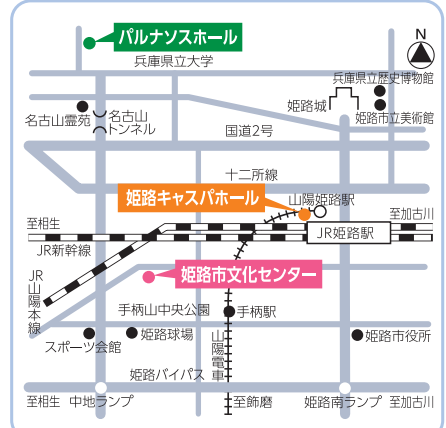 パルナソスホール
兵庫県立大学
N
兵庫県立歴史博物館
姫路城
姫路市立美術館
名古山霊苑
名古山
トンネル
国道2号
十二所線
姫路キャスパホール
山陽姫路駅
至相生
至加古川
JR新幹線
JR姫路駅
JR山陽本線
姫路市文化センター
手柄山中央公園
手柄駅
スポーツ会館
姫路球場
山陽電車
姫路市役所
姫路バイパス
至相生
中地ランプ
至飾磨
姫路南ランプ
至加古川